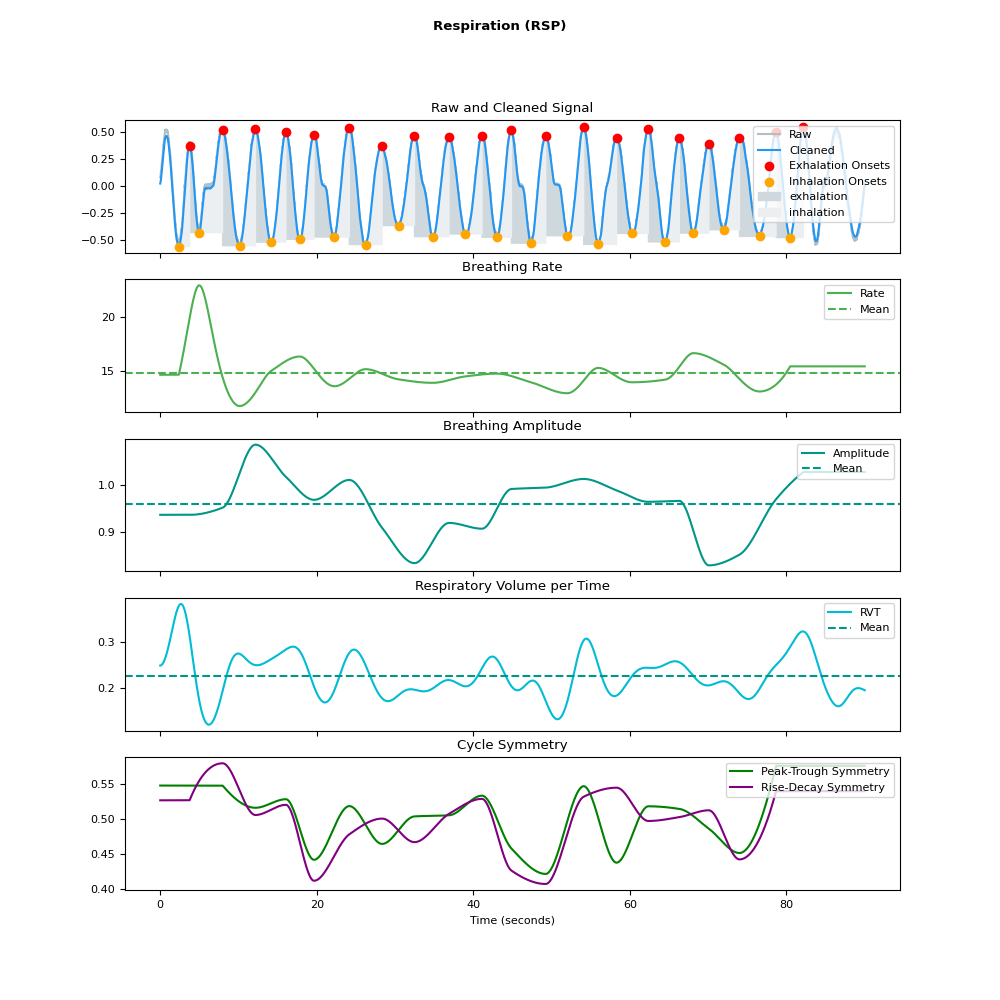 Respiration (RSP)
Raw and Cleaned Signal
0.50
0.25
0.00
−0.25
−0.50
Raw
Cleaned
Exhalation Onsets
Inhalation Onsets
exhalation
inhalation
Breathing Rate
20
15
Rate
Mean
Breathing Amplitude
1.0
0.9
Amplitude
Mean
Respiratory Volume per Time
0.3
0.2
RVT
Mean
Cycle Symmetry
0.55
0.50
0.45
0.40
Peak-Trough Symmetry
Rise-Decay Symmetry
0 20 40 60 80
Time (seconds)